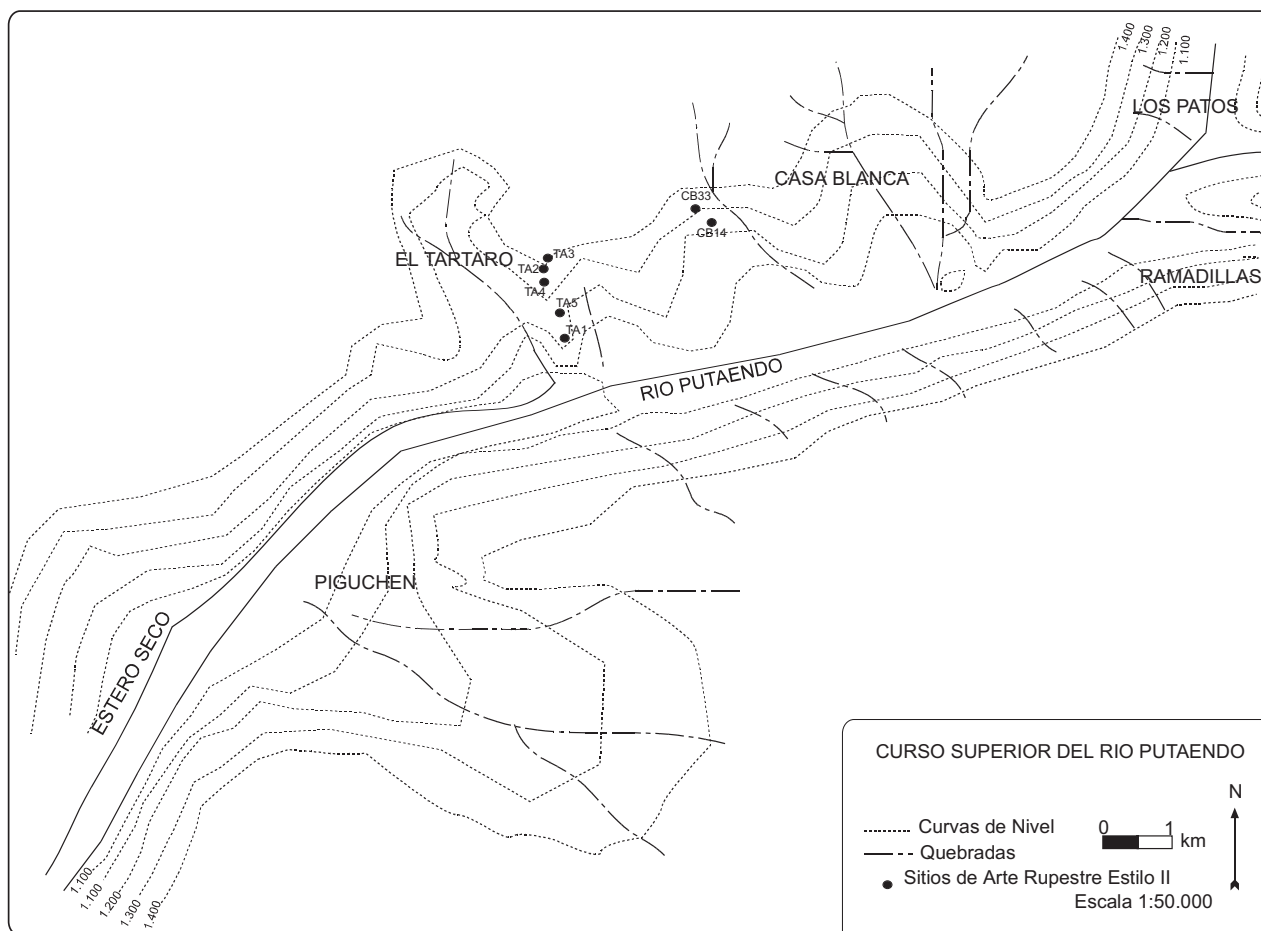 1.400
1.300
1.200
1.100
LOS PATOS
CASA BLANCA
CB33
CB14
EL TARTARO
TA3
TA2
TA4
TA5
TA1
RAMADILLAS
RIO PUTAENDO
PIGUCHEN
ESTERO SECO
1.100
1.100
1.200
1.300
1.400
CURSO SUPERIOR DEL RIO PUTAENDO
N
Curvas de Nivel
0 1
km
Quebradas
Sitios de Arte Rupestre Estilo II
Escala 1:50.000